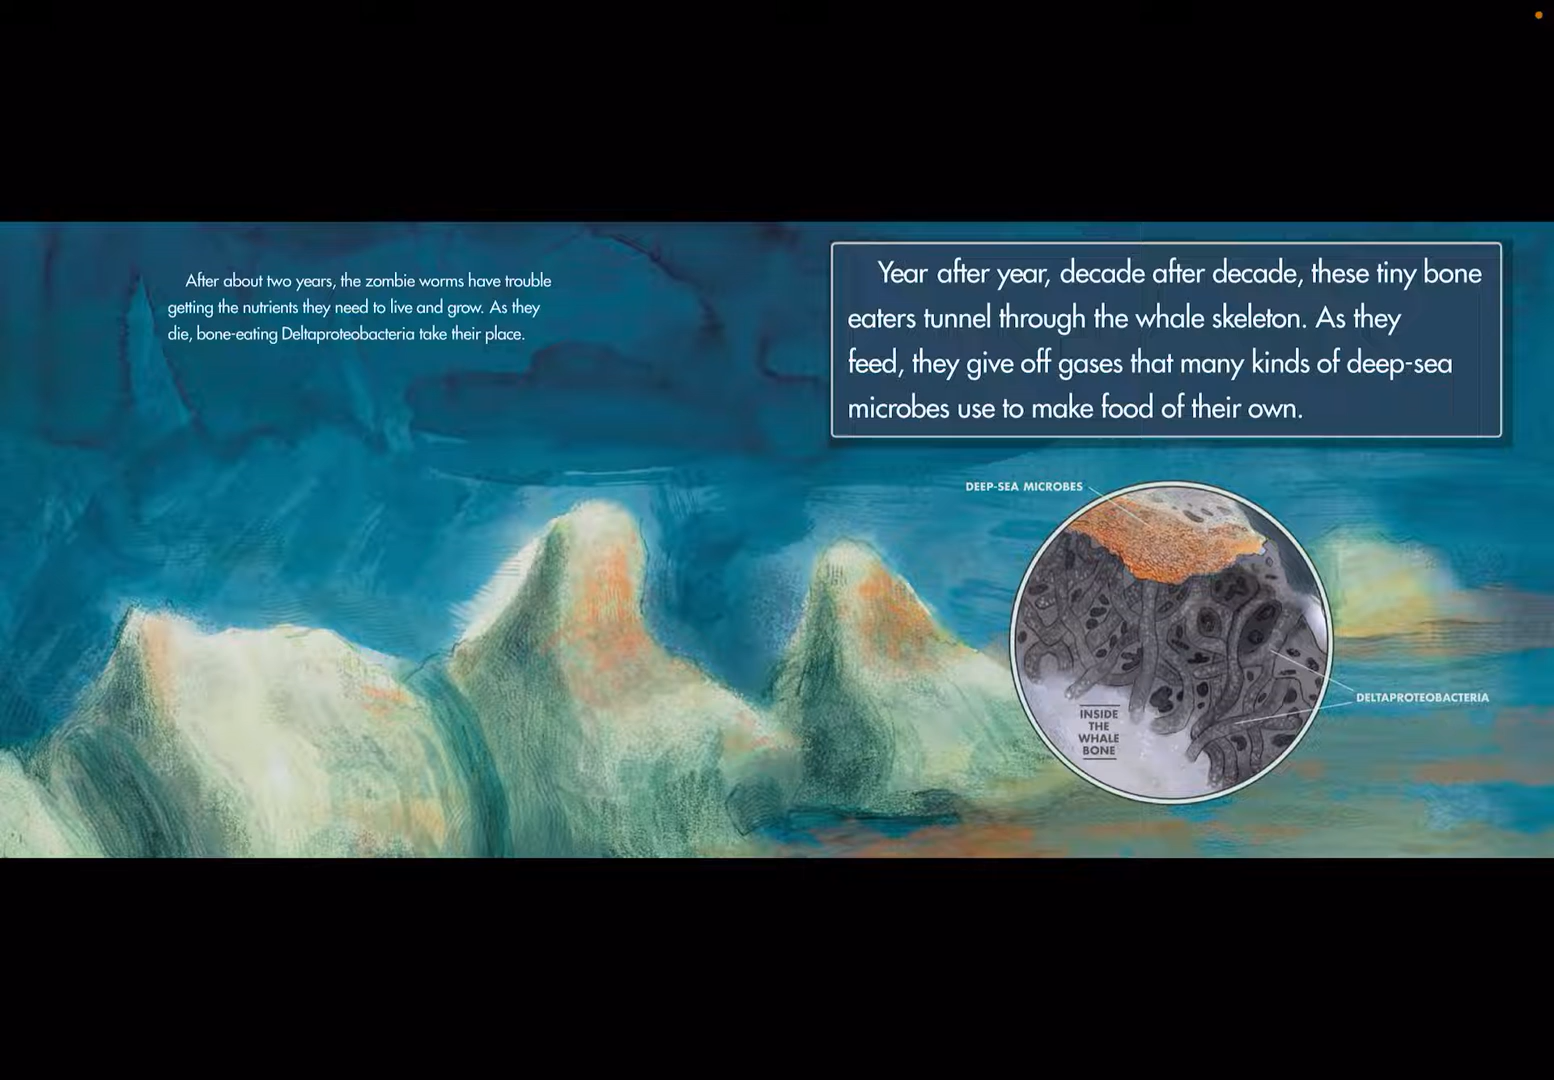 After about two years, the zombie worms have trouble
getting the nutrients they need to live and grow. As they
die, bone-eating Deltaproteobacteria take their place.
Year after year, decade after decade, these tiny bone
eaters tunnel through the whale skeleton. As they
feed, they give off gases that many kinds of deep-sea
microbes use to make food of their own.
DEEP-SEA MICROBES
DELTAPROTEOBACTERIA
INSIDE
THE
WHALE
BONE